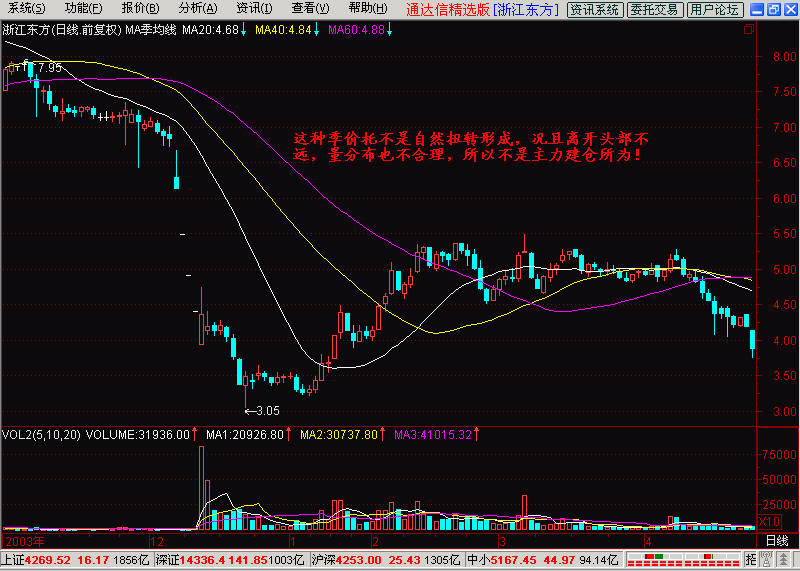 系统(S) 功能(F) 报价(B) 分析(A) 资讯(I) 查看(V) 帮助(H) 通达信精选版 [浙江东方] 资讯系统 委托交易 用户论坛
浙江东方(日线.前复权) MA季均线 MA20:4.68↓ MA40:4.84↓ MA60:4.88↓
8.00
7.95
7.50
这种季价托不是自然扭转形成，况且离开头部不
7.00
远，量分布也不合理，所以不是主力建仓所为！
6.50
6.00
5.50
5.00
4.50
4.00
3.50
←3.05
3.00
VOL2(5,10,20) VOLUME:31936.00↑ MA1:20926.80↑ MA2:30737.80↑ MA3:41015.32↑
75000
50000
25000
X10
2003年 12 1 2 3 4 日线
上证4269.52 16.17 1856亿 深证14336.4 141.85 1003亿 沪深4253.00 25.43 1305亿 中小5167.45 44.97 94.14亿 招